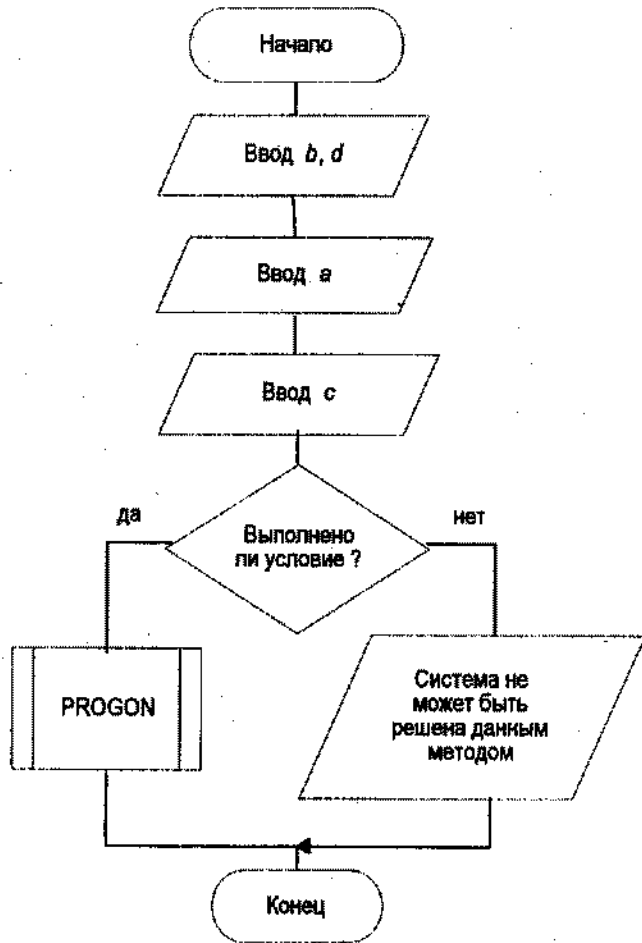 Начало
Ввод b, d
Ввод a
Ввод c
да
нет
Выполнено
ли условие ?
PROGON
Система не
может быть
решена данным
методом
Конец